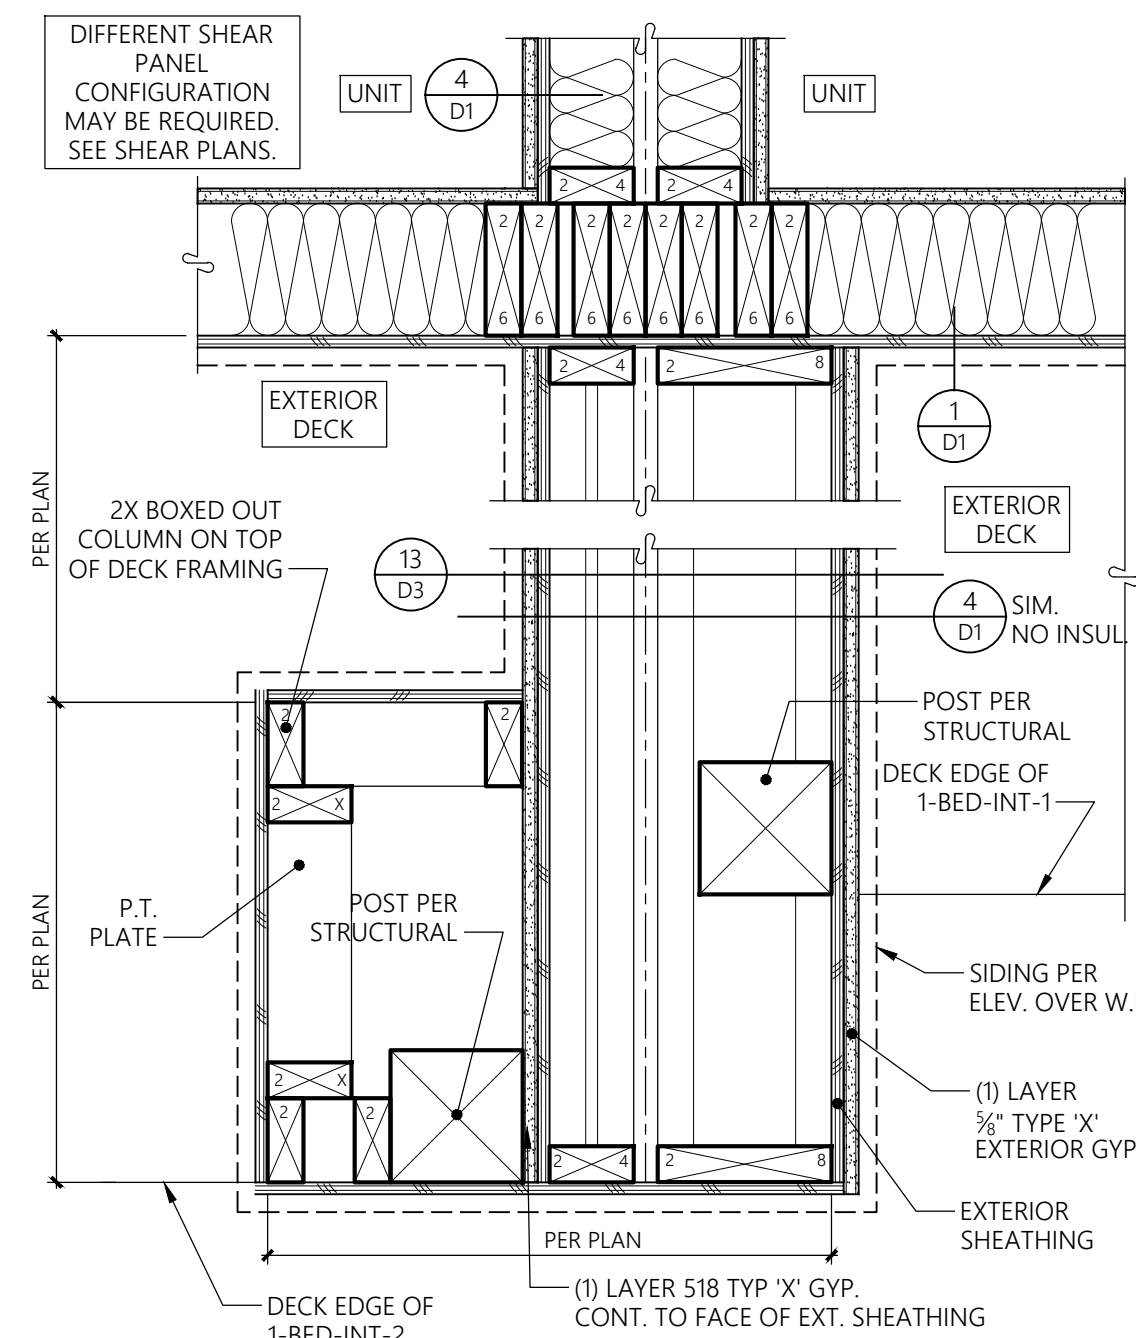 DIFFERENT SHEAR
PANEL
CONFIGURATION
MAY BE REQUIRED.
SEE SHEAR PLANS.
UNIT
4
D1
UNIT
2 4
2 4
2 2 2 2 2 2 2 2
6 6 6 6 6 6 6 6
2 4
2 8
EXTERIOR
DECK
1
D1
PER PLAN
2X BOXED OUT
COLUMN ON TOP
OF DECK FRAMING
13
D3
EXTERIOR
DECK
4
D1
SIM.
NO INSUL.
POST PER
STRUCTURAL
DECK EDGE OF
1-BED-INT-1
2
2
2 X
P.T.
PLATE
POST PER
STRUCTURAL
PER PLAN
SIDING PER
ELEV. OVER W.
2 X
2
2
2 4
2 8
(1) LAYER
⅝" TYPE 'X'
EXTERIOR GYP
EXTERIOR
SHEATHING
PER PLAN
(1) LAYER 518 TYP 'X' GYP.
CONT. TO FACE OF EXT. SHEATHING
DECK EDGE OF
1-BED-INT-2